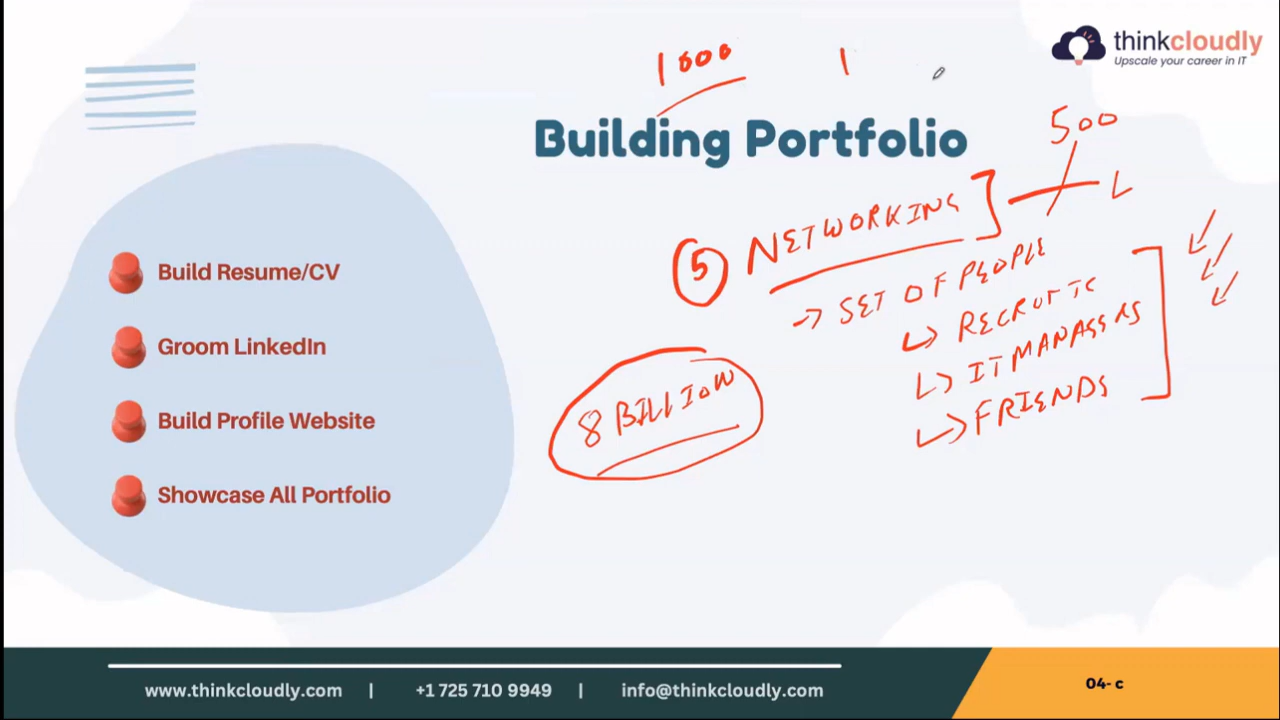 thinkcloudly
Upscale your career in IT
1000
1
Building Portfolio
500
L
5 NETWORKING
SET OF PEOPLE
IT MANAGERS
FRIENDS
8 BILLION
Build Resume/CV
Groom LinkedIn
Build Profile Website
Showcase All Portfolio
www.thinkcloudly.com | +1 725 710 9949 | info@thinkcloudly.com
04- c